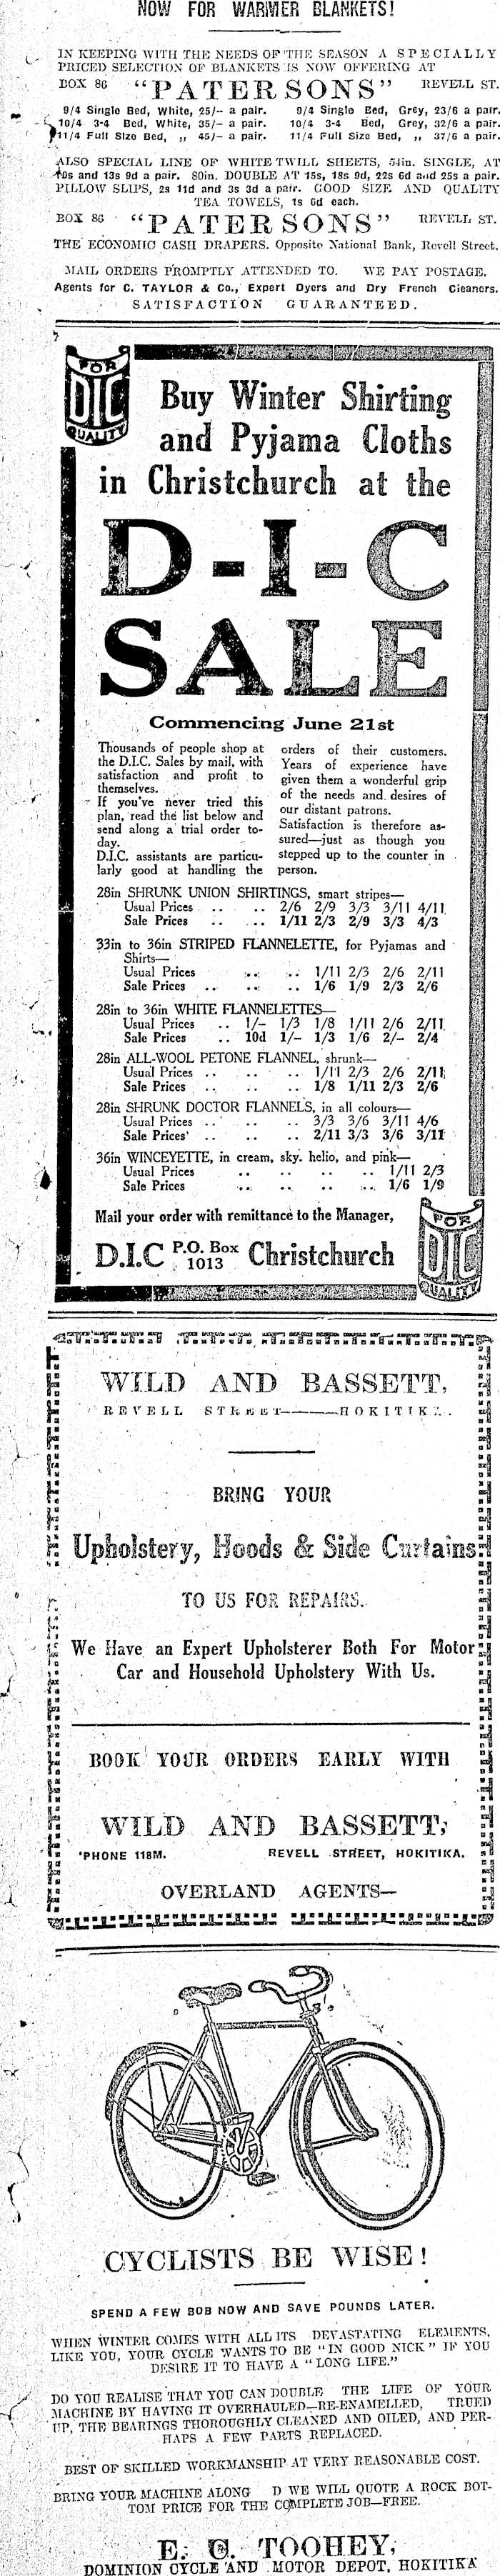 NOW FOR WARMER BLANKETS!
IN KEEPING WITH THE NEEDS OF THE SEASON A SPECIALLY
PRICED SELECTION OF BLANKETS IS NOW OFFERING AT
BOX 86 "PATERSONS" REVELL ST.
9/4 Single Bed, White, 25/- a pair. 9/4 Single Bed, Grey, 23/6 a pair.
10/4 3-4 Bed, White, 35/- a pair. 10/4 3-4 Bed, Grey, 32/6 a pair.
11/4 Full Size Bed, ,, 45/- a pair. 11/4 Full Size Bed, ,, 37/6 a pair.
ALSO SPECIAL LINE OF WHITE TWILL SHEETS, 54in. SINGLE, AT
10s and 13s 9d a pair. 80in. DOUBLE AT 15s, 18s 9d, 22s 6d and 25s a pair.
PILLOW SLIPS, 2s 11d and 3s 3d a pair. GOOD SIZE AND QUALITY
TEA TOWELS, 1s 6d each.
BOX 86 "PATERSONS" REVELL ST.
THE ECONOMIC CASH DRAPERS. Opposite National Bank, Revell Street.
MAIL ORDERS PROMPTLY ATTENDED TO. WE PAY POSTAGE.
Agents for C. TAYLOR & Co., Expert Dyers and Dry French Cleaners.
SATISFACTION GUARANTEED.
FOR
DIC
QUALITY
Buy Winter Shirting
and Pyjama Cloths
in Christchurch at the
D-I-C
SALE
Commencing June 21st
Thousands of people shop at
the D.I.C. Sales by mail, with
satisfaction and profit to
themselves.
If you've never tried this
plan, read the list below and
send along a trial order to-
day.
D.I.C. assistants are particu-
larly good at handling the
orders of their customers.
Years of experience have
given them a wonderful grip
of the needs and desires of
our distant patrons.
Satisfaction is therefore as-
sured—just as though you
stepped up to the counter in
person.
28in SHRUNK UNION SHIRTINGS, smart stripes—
Usual Prices .. .. 2/6 2/9 3/3 3/11 4/11
Sale Prices .. .. 1/11 2/3 2/9 3/3 4/3
33in to 36in STRIPED FLANNELETTE, for Pyjamas and
Shirts—
Usual Prices .. .. 1/11 2/3 2/6 2/11
Sale Prices .. .. .. 1/6 1/9 2/3 2/6
28in to 36in WHITE FLANNELETTES—
Usual Prices .. 1/- 1/3 1/8 1/11 2/6 2/11
Sale Prices .. 10d 1/- 1/3 1/6 2/- 2/4
28in ALL-WOOL PETONE FLANNEL, shrunk—
Usual Prices .. .. .. 1/11 2/3 2/6 2/11
Sale Prices .. .. .. 1/8 1/11 2/3 2/6
28in SHRUNK DOCTOR FLANNELS, in all colours—
Usual Prices .. .. .. 3/3 3/6 3/11 4/6
Sale Prices .. .. .. 2/11 3/3 3/6 3/11
36in WINCEYETTE, in cream, sky. helio, and pink—
Usual Prices .. .. .. .. 1/11 2/3
Sale Prices .. .. .. .. 1/6 1/9
Mail your order with remittance to the Manager,
D.I.C P.O. Box 1013 Christchurch
FOR
DIC
QUALITY
WILD AND BASSETT,
REVELL STREET———HOKITIKA.
BRING YOUR
Upholstery, Hoods & Side Curtains
TO US FOR REPAIRS.
We Have an Expert Upholsterer Both For Motor
Car and Household Upholstery With Us.
BOOK YOUR ORDERS EARLY WITH
WILD AND BASSETT,
'PHONE 118M. REVELL STREET, HOKITIKA.
OVERLAND AGENTS—
CYCLISTS BE WISE!
SPEND A FEW BOB NOW AND SAVE POUNDS LATER.
WHEN WINTER COMES WITH ALL ITS DEVASTATING ELEMENTS,
LIKE YOU, YOUR CYCLE WANTS TO BE "IN GOOD NICK" IF YOU
DESIRE IT TO HAVE A "LONG LIFE."
DO YOU REALISE THAT YOU CAN DOUBLE THE LIFE OF YOUR
MACHINE BY HAVING IT OVERHAULED—RE-ENAMELLED, TRUED
UP, THE BEARINGS THOROUGHLY CLEANED AND OILED, AND PER-
HAPS A FEW PARTS REPLACED.
BEST OF SKILLED WORKMANSHIP AT VERY REASONABLE COST.
BRING YOUR MACHINE ALONG D WE WILL QUOTE A ROCK BOT-
TOM PRICE FOR THE COMPLETE JOB—FREE.
E. C. TOOHEY,
DOMINION CYCLE AND MOTOR DEPOT, HOKITIKA